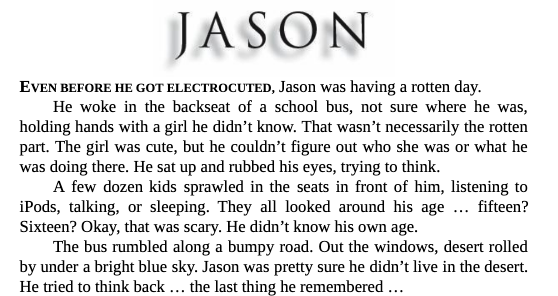 JASON
EVEN BEFORE HE GOT ELECTROCUTED, Jason was having a rotten day.
He woke in the backseat of a school bus, not sure where he was,
holding hands with a girl he didn’t know. That wasn’t necessarily the rotten
part. The girl was cute, but he couldn’t figure out who she was or what he
was doing there. He sat up and rubbed his eyes, trying to think.
A few dozen kids sprawled in the seats in front of him, listening to
iPods, talking, or sleeping. They all looked around his age … fifteen?
Sixteen? Okay, that was scary. He didn’t know his own age.
The bus rumbled along a bumpy road. Out the windows, desert rolled
by under a bright blue sky. Jason was pretty sure he didn’t live in the desert.
He tried to think back … the last thing he remembered …